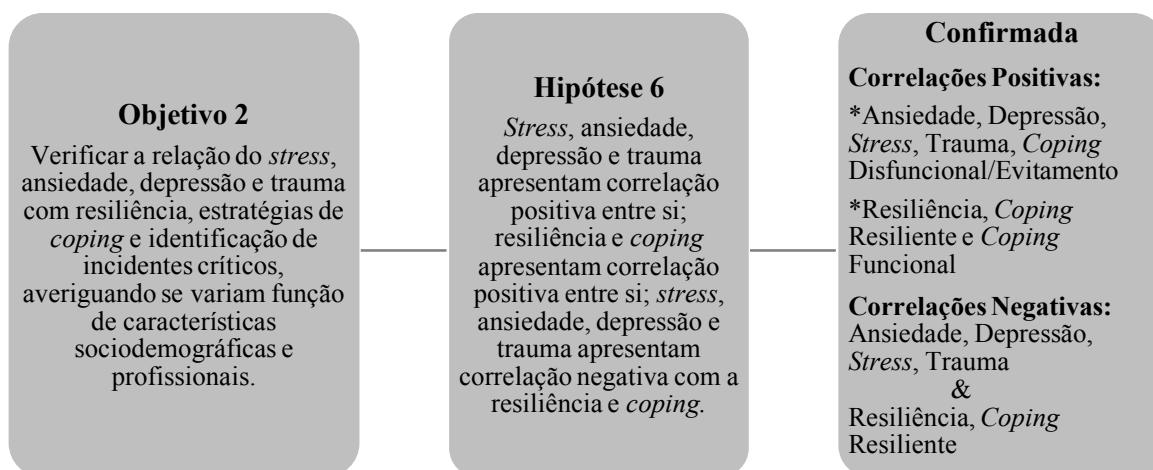 Objetivo 2
Verificar a relação do stress,
ansiedade, depressão e trauma
com resiliência, estratégias de
coping e identificação de
incidentes críticos,
averiguando se variam função
de características
sociodemográficas e
profissionais.
Hipótese 6
Stress, ansiedade,
depressão e trauma
apresentam correlação
positiva entre si;
resiliência e coping
apresentam correlação
positiva entre si; stress,
ansiedade, depressão e
trauma apresentam
correlação negativa com a
resiliência e coping.
Confirmada
Correlações Positivas:
*Ansiedade, Depressão,
Stress, Trauma, Coping
Disfuncional/Evitamento
*Resiliência, Coping
Resiliente e Coping
Funcional
Correlações Negativas:
Ansiedade, Depressão,
Stress, Trauma
&
Resiliência, Coping
Resiliente